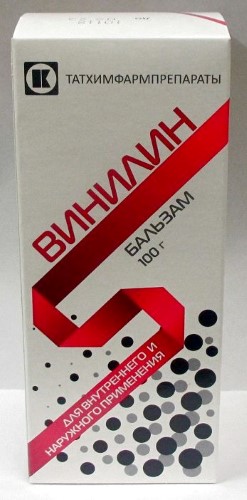 ТАТХИМФАРМПРЕПАРАТЫ
ВИНИЛИН
БАЛЬЗАМ
100 г
ДЛЯ ВНУТРЕННЕГО И
НАРУЖНОГО ПРИМЕНЕНИЯ